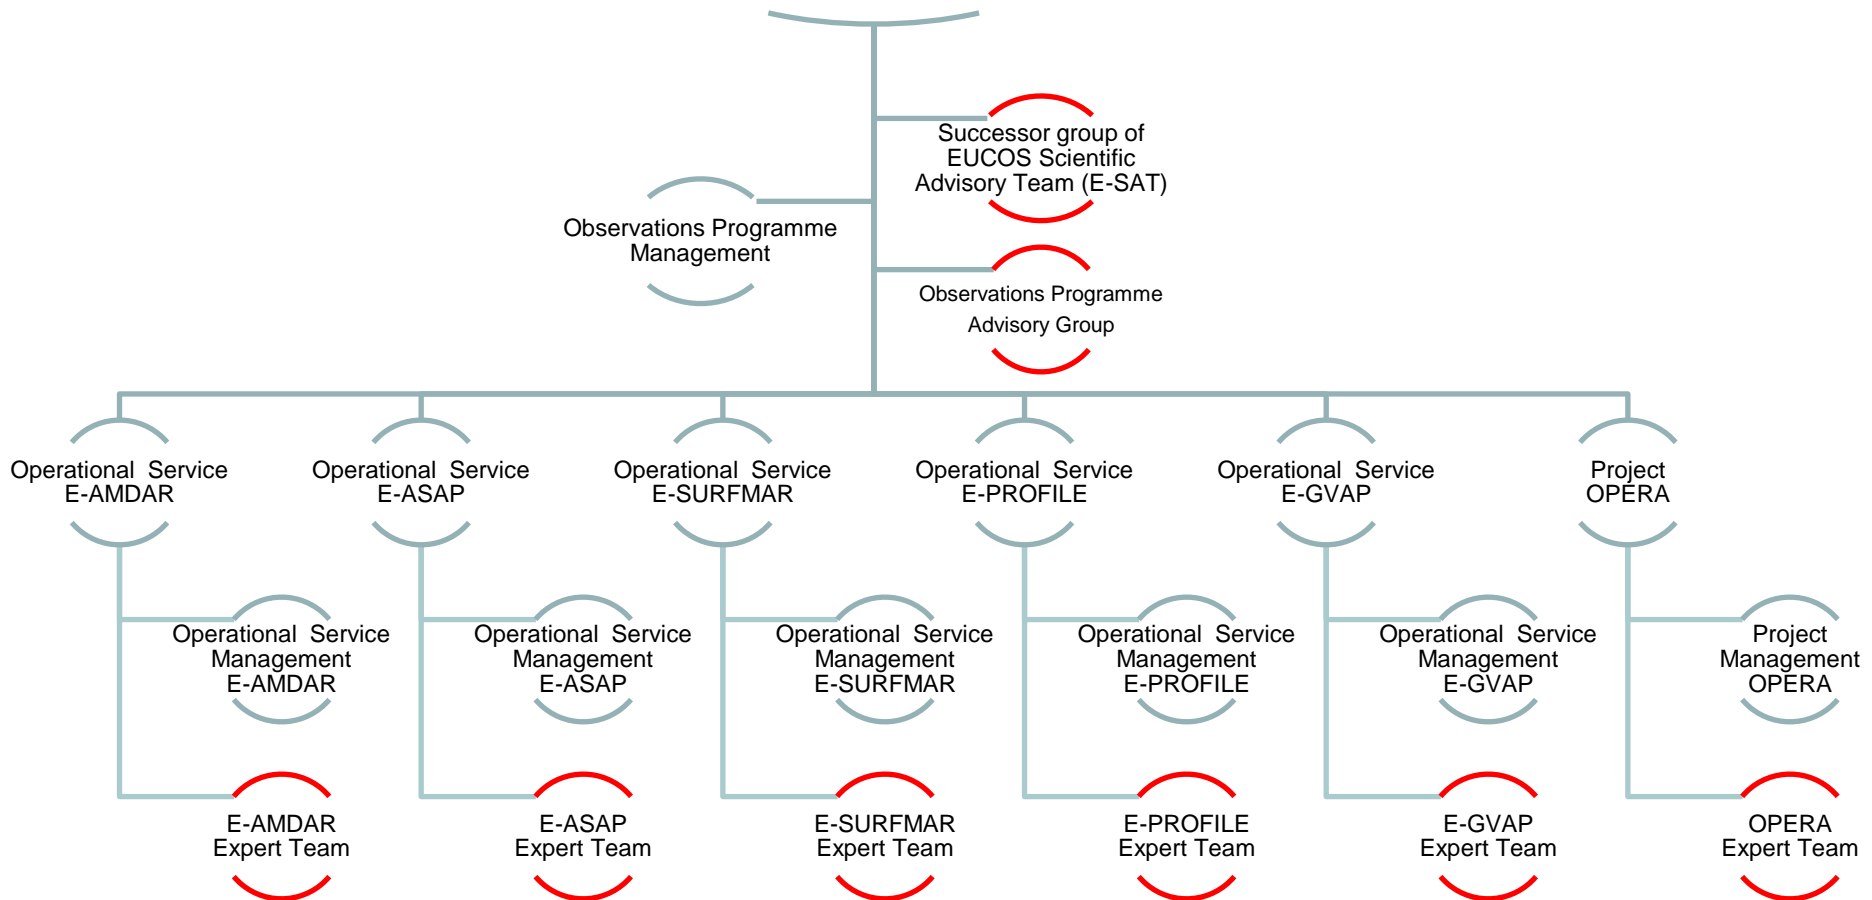 Successor group of
EUCOS Scientific
Advisory Team (E-SAT)
Observations Programme
Management
Observations Programme
Advisory Group
Operational Service
E-AMDAR
Operational Service
E-ASAP
Operational Service
E-SURFMAR
Operational Service
E-PROFILE
Operational Service
E-GVAP
Project
OPERA
Operational Service
Management
E-AMDAR
Operational Service
Management
E-ASAP
Operational Service
Management
E-SURFMAR
Operational Service
Management
E-PROFILE
Operational Service
Management
E-GVAP
Project
Management
OPERA
E-AMDAR
Expert Team
E-ASAP
Expert Team
E-SURFMAR
Expert Team
E-PROFILE
Expert Team
E-GVAP
Expert Team
OPERA
Expert Team